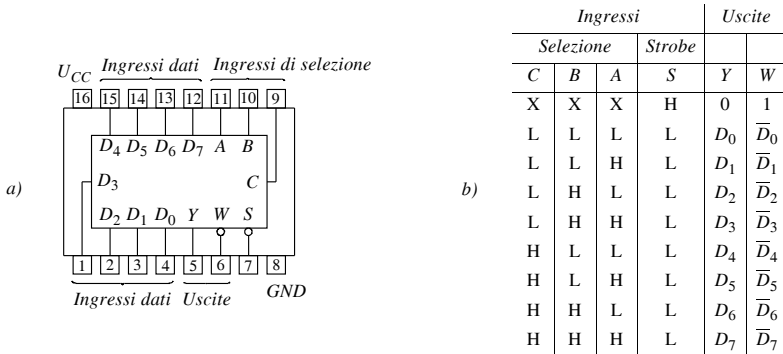 a)
U_CC Ingressi dati Ingressi di selezione
16 15 14 13 12 11 10 9
D4 D5 D6 D7 A B
D3 C
D2 D1 D0 Y W S
1 2 3 4 5 6 7 8
Ingressi dati Uscite GND
b)
Ingressi Uscite
Selezione Strobe
C B A S Y W
X X X H 0 1
L L L L D0 D̅0
L L H L D1 D̅1
L H L L D2 D̅2
L H H L D3 D̅3
H L L L D4 D̅4
H L H L D5 D̅5
H H L L D6 D̅6
H H H L D7 D̅7